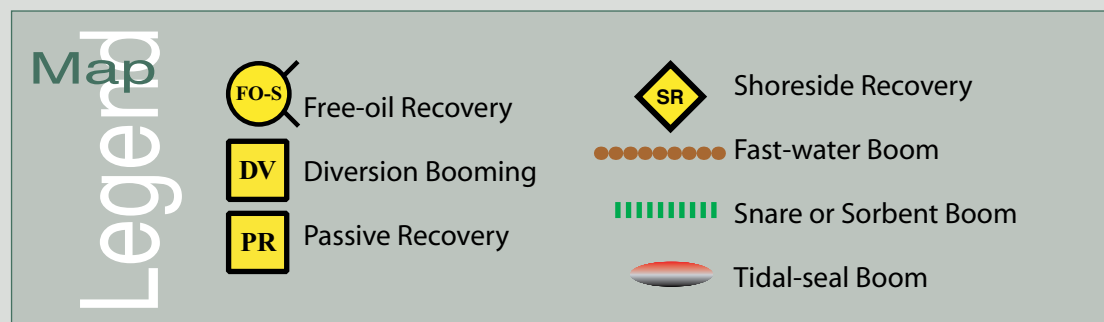 Map
Legend
FO-S Free-oil Recovery
DV Diversion Booming
PR Passive Recovery
SR Shoreside Recovery
Fast-water Boom
Snare or Sorbent Boom
Tidal-seal Boom